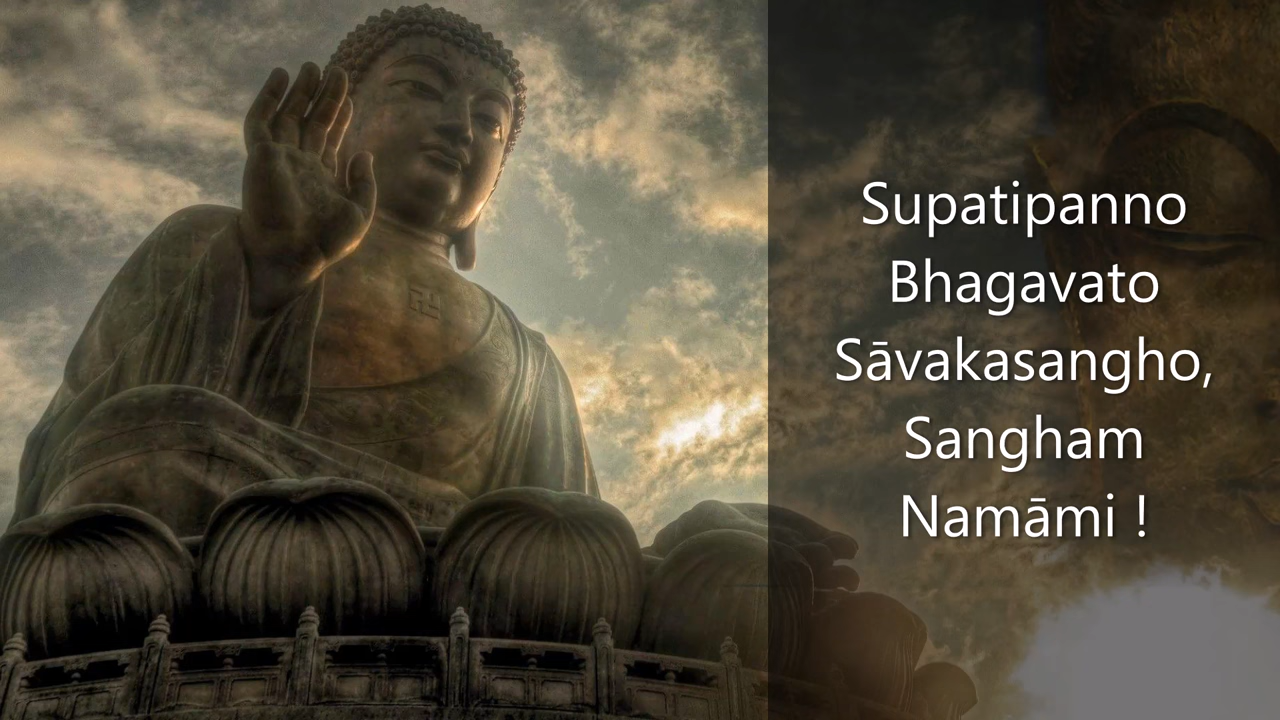 Supatipanno
Bhagavato
Sāvakasangho,
Sangham
Namāmi !